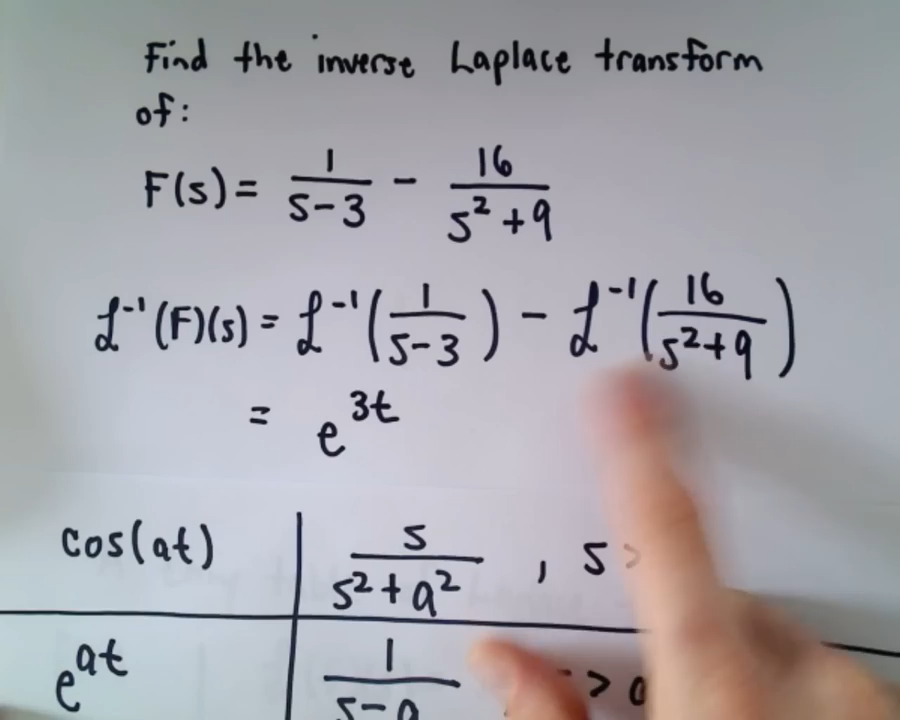 Find the inverse Laplace transform
of:
F(s) = 1/(s-3) - 16/(s²+9)
ℒ⁻¹(F)(s) = ℒ⁻¹(1/(s-3)) - ℒ⁻¹(16/(s²+9))
= e^(3t)
cos(at) s/(s²+a²) , s >
e^(at) 1/(s-a) > a